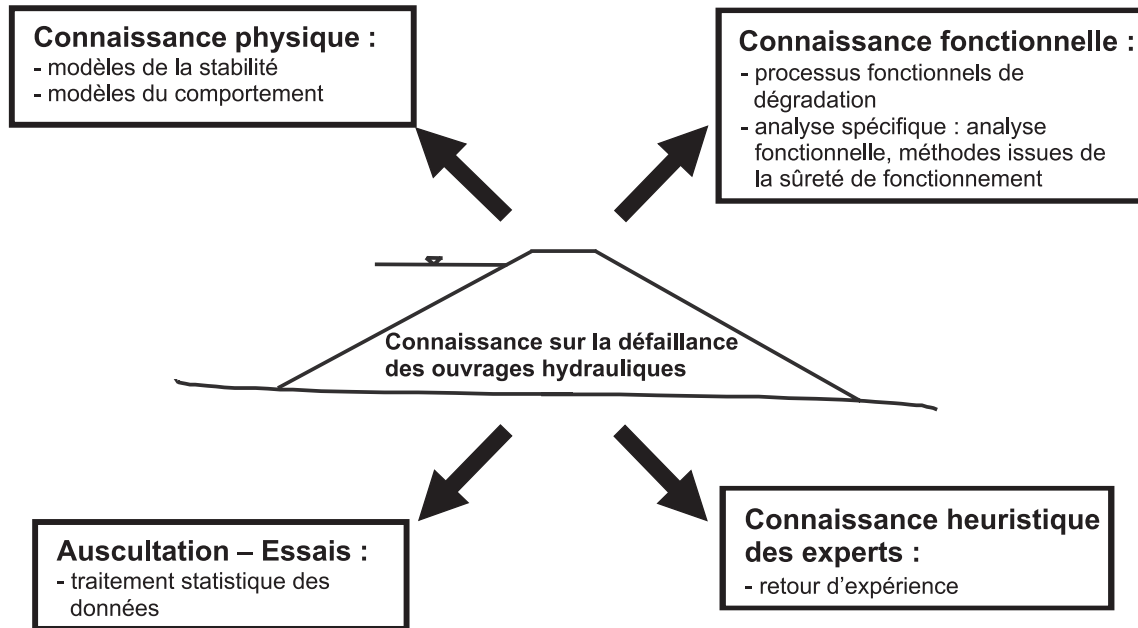 Connaissance physique :
- modèles de la stabilité
- modèles du comportement
Connaissance fonctionnelle :
- processus fonctionnels de
dégradation
- analyse spécifique : analyse
fonctionnelle, méthodes issues de
la sûreté de fonctionnement
Connaissance sur la défaillance
des ouvrages hydrauliques
Auscultation – Essais :
- traitement statistique des
données
Connaissance heuristique
des experts :
- retour d’expérience